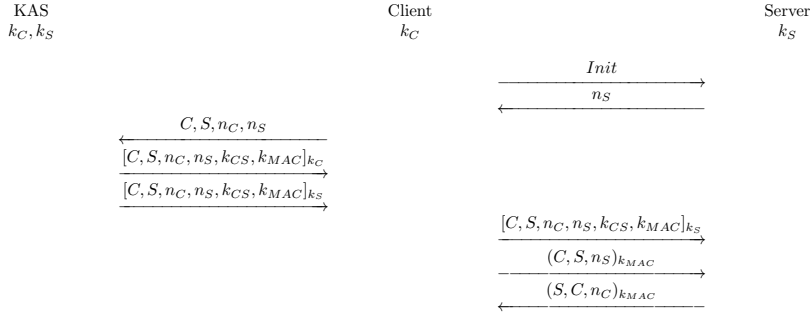 KAS Client Server
k_C, k_S k_C k_S
Init
n_S
C, S, n_C, n_S
[C, S, n_C, n_S, k_CS, k_MAC]_k_C
[C, S, n_C, n_S, k_CS, k_MAC]_k_S
[C, S, n_C, n_S, k_CS, k_MAC]_k_S
(C, S, n_S)_k_MAC
(S, C, n_C)_k_MAC